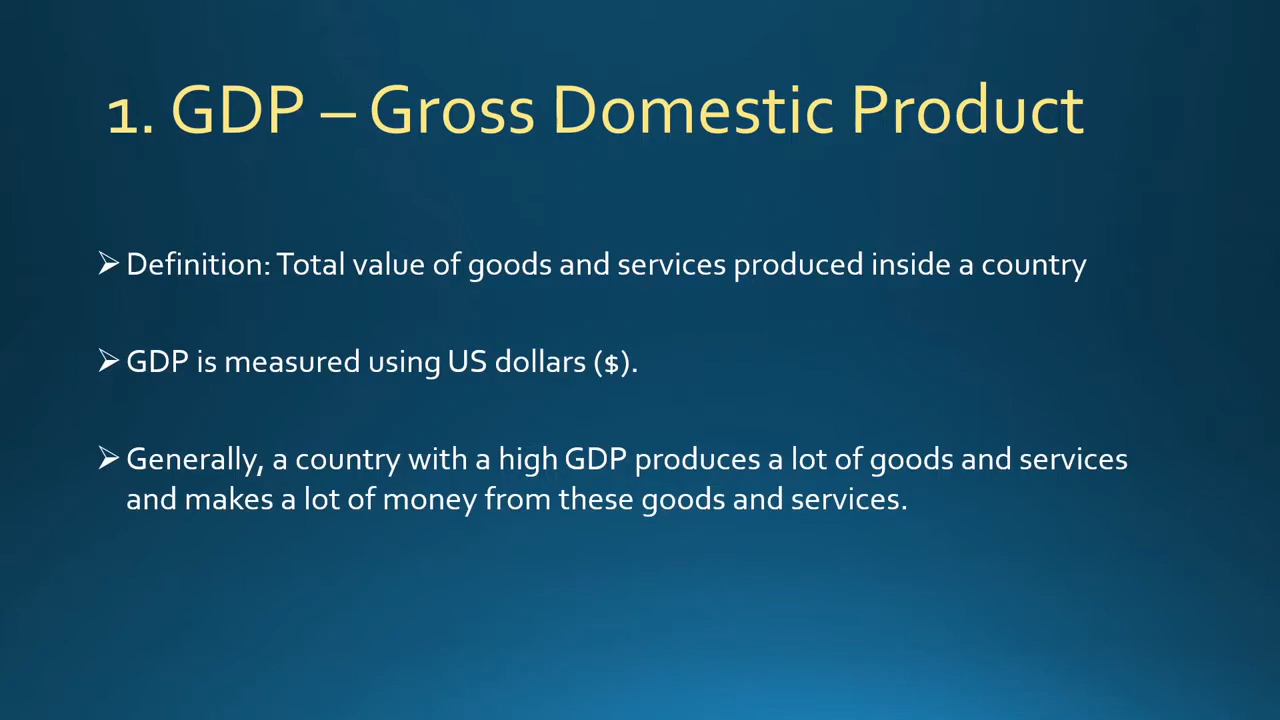 1. GDP – Gross Domestic Product
➢ Definition: Total value of goods and services produced inside a country
➢ GDP is measured using US dollars ($).
➢ Generally, a country with a high GDP produces a lot of goods and services
and makes a lot of money from these goods and services.